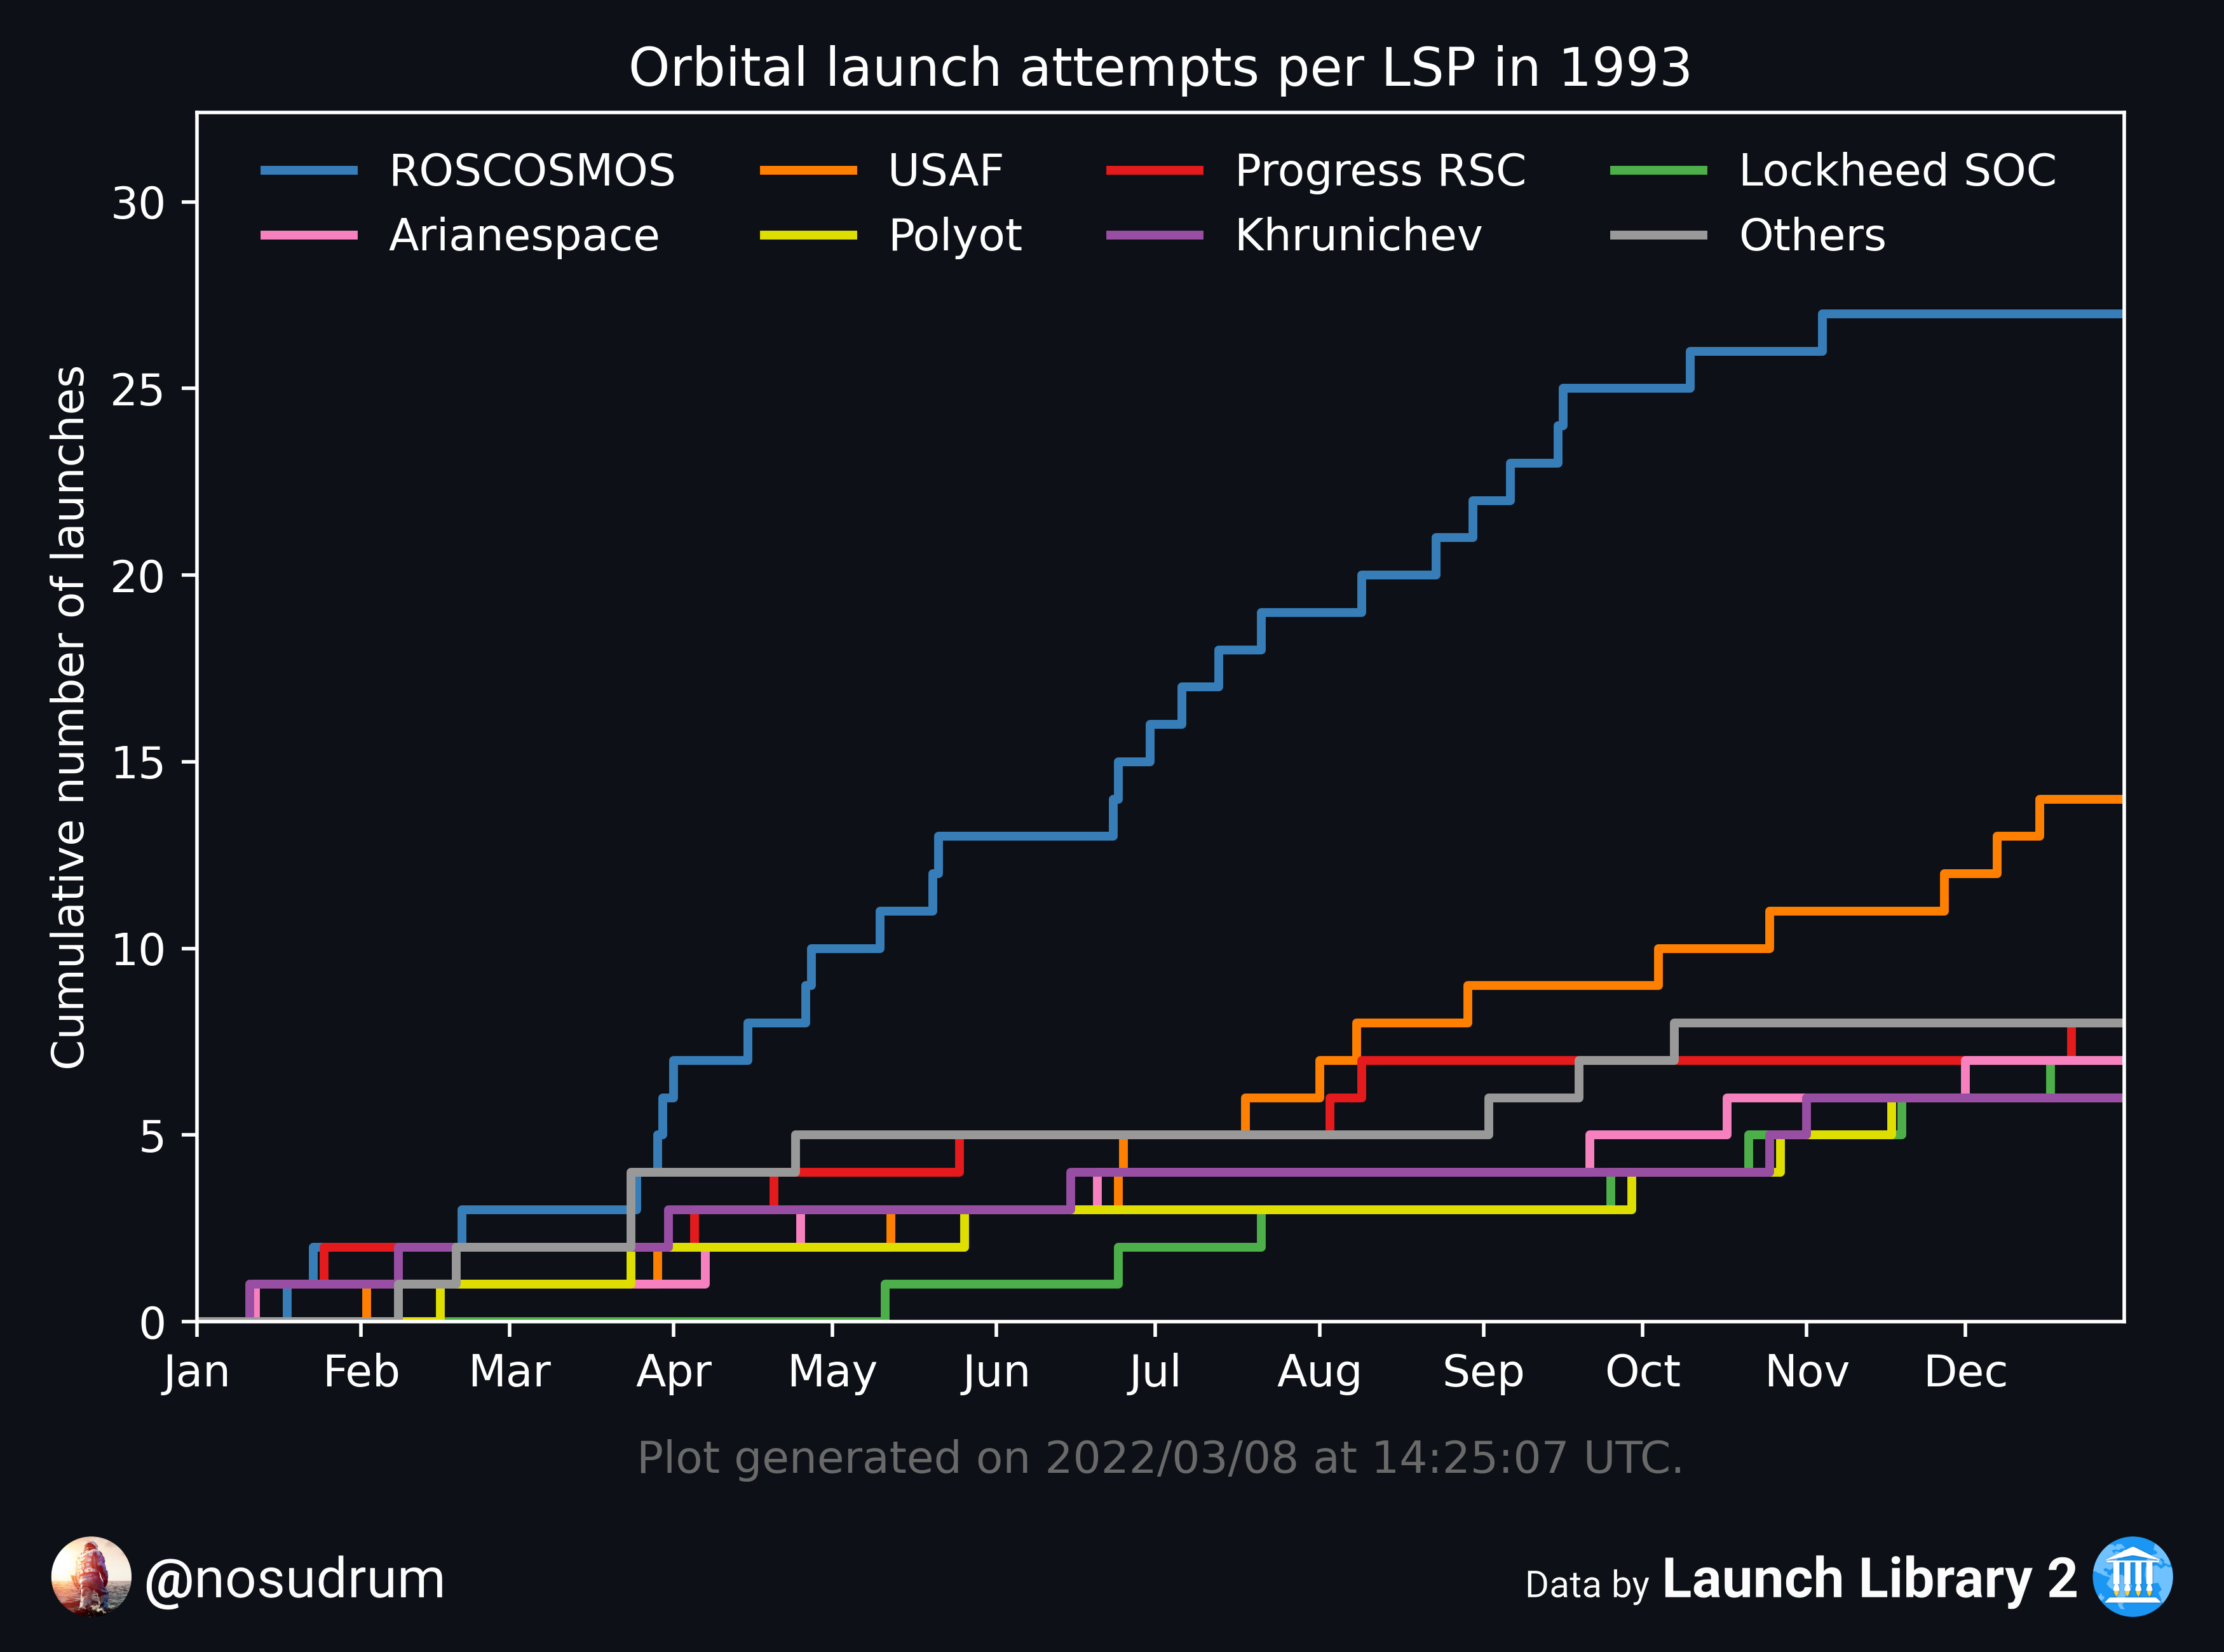 Orbital launch attempts per LSP in 1993
ROSCOSMOS USAF Progress RSC Lockheed SOC
Arianespace Polyot Khrunichev Others
Cumulative number of launches
30
25
20
15
10
5
0
Jan Feb Mar Apr May Jun Jul Aug Sep Oct Nov Dec
Plot generated on 2022/03/08 at 14:25:07 UTC.
@nosudrum
Data by Launch Library 2